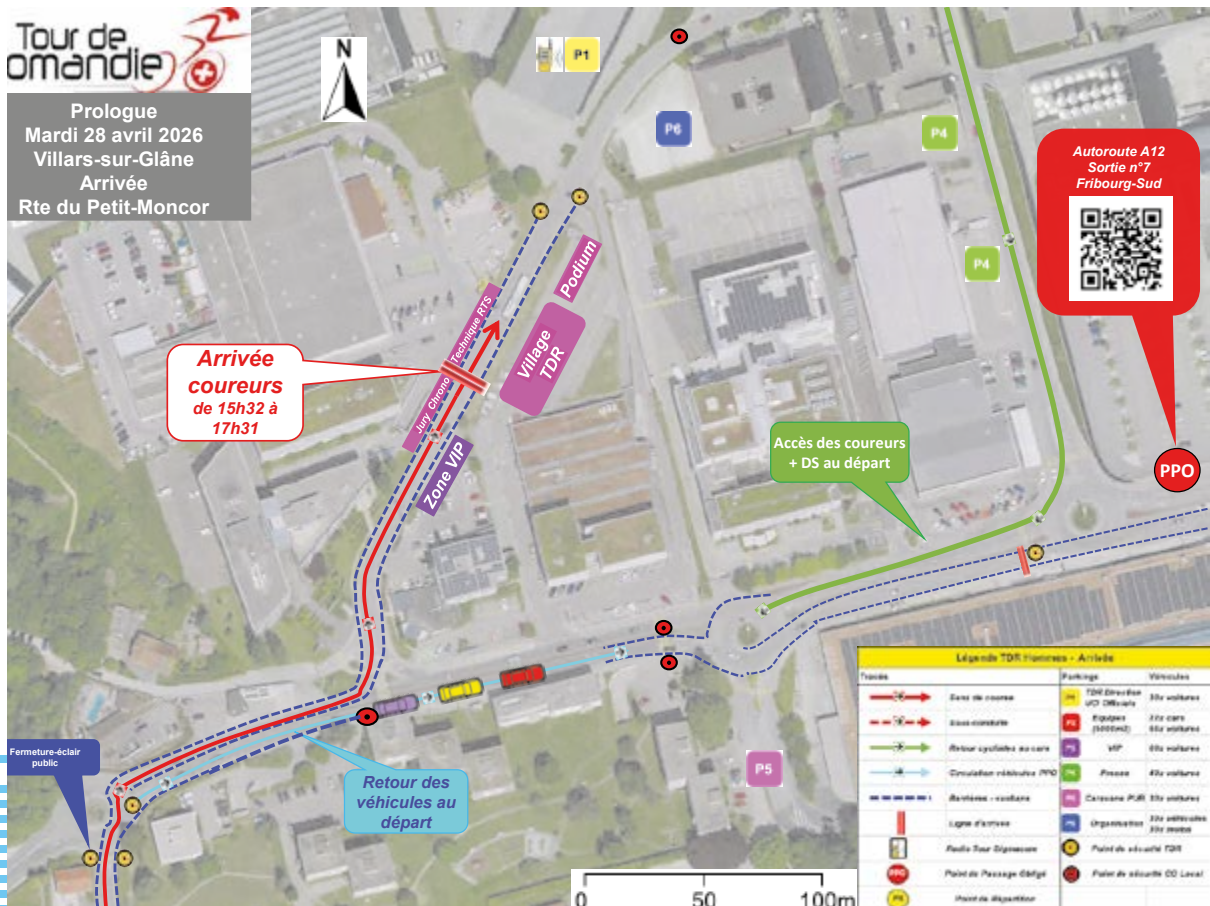 Tour de
omandie
Prologue
Mardi 28 avril 2026
Villars-sur-Glâne
Arrivée
Rte du Petit-Moncor
N
P1
P6
P4
P4
Autoroute A12
Sortie n°7
Fribourg-Sud
PPO
Podium
Technique RTS
Village
TDR
Jury Chrono
Zone VIP
Arrivée
coureurs
de 15h32 à
17h31
Accès des coureurs
+ DS au départ
Fermeture-éclair
public
Retour des
véhicules au
départ
P5
0 50 100m
Légende TDR Hommes - Arrivée
Tracés Parkings Véhicules
Sens de course
TDR Direction
UCI Officiels
30x voitures
Sous-conduite
Equipes
Retour cyclistes au cars
VIP
Circulation véhicules PPO
Presse
Ligne d'arrivée
Organisation
Radio Tour
Point de sécurité TDR
PPO
Point de Passage Obligé
Point de sécurité CO Local
Point de Répartition